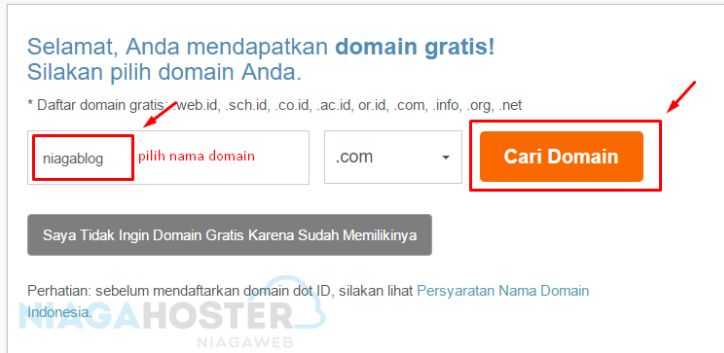 Selamat, Anda mendapatkan domain gratis!
Silakan pilih domain Anda.
* Daftar domain gratis: .web.id, .sch.id, .co.id, .ac.id, or.id, .com, .info, .org, .net
niagablog pilih nama domain .com Cari Domain
Saya Tidak Ingin Domain Gratis Karena Sudah Memilikinya
Perhatian: sebelum mendaftarkan domain dot ID, silakan lihat Persyaratan Nama Domain
Indonesia.
NIAGAHOSTER
NIAGAWEB